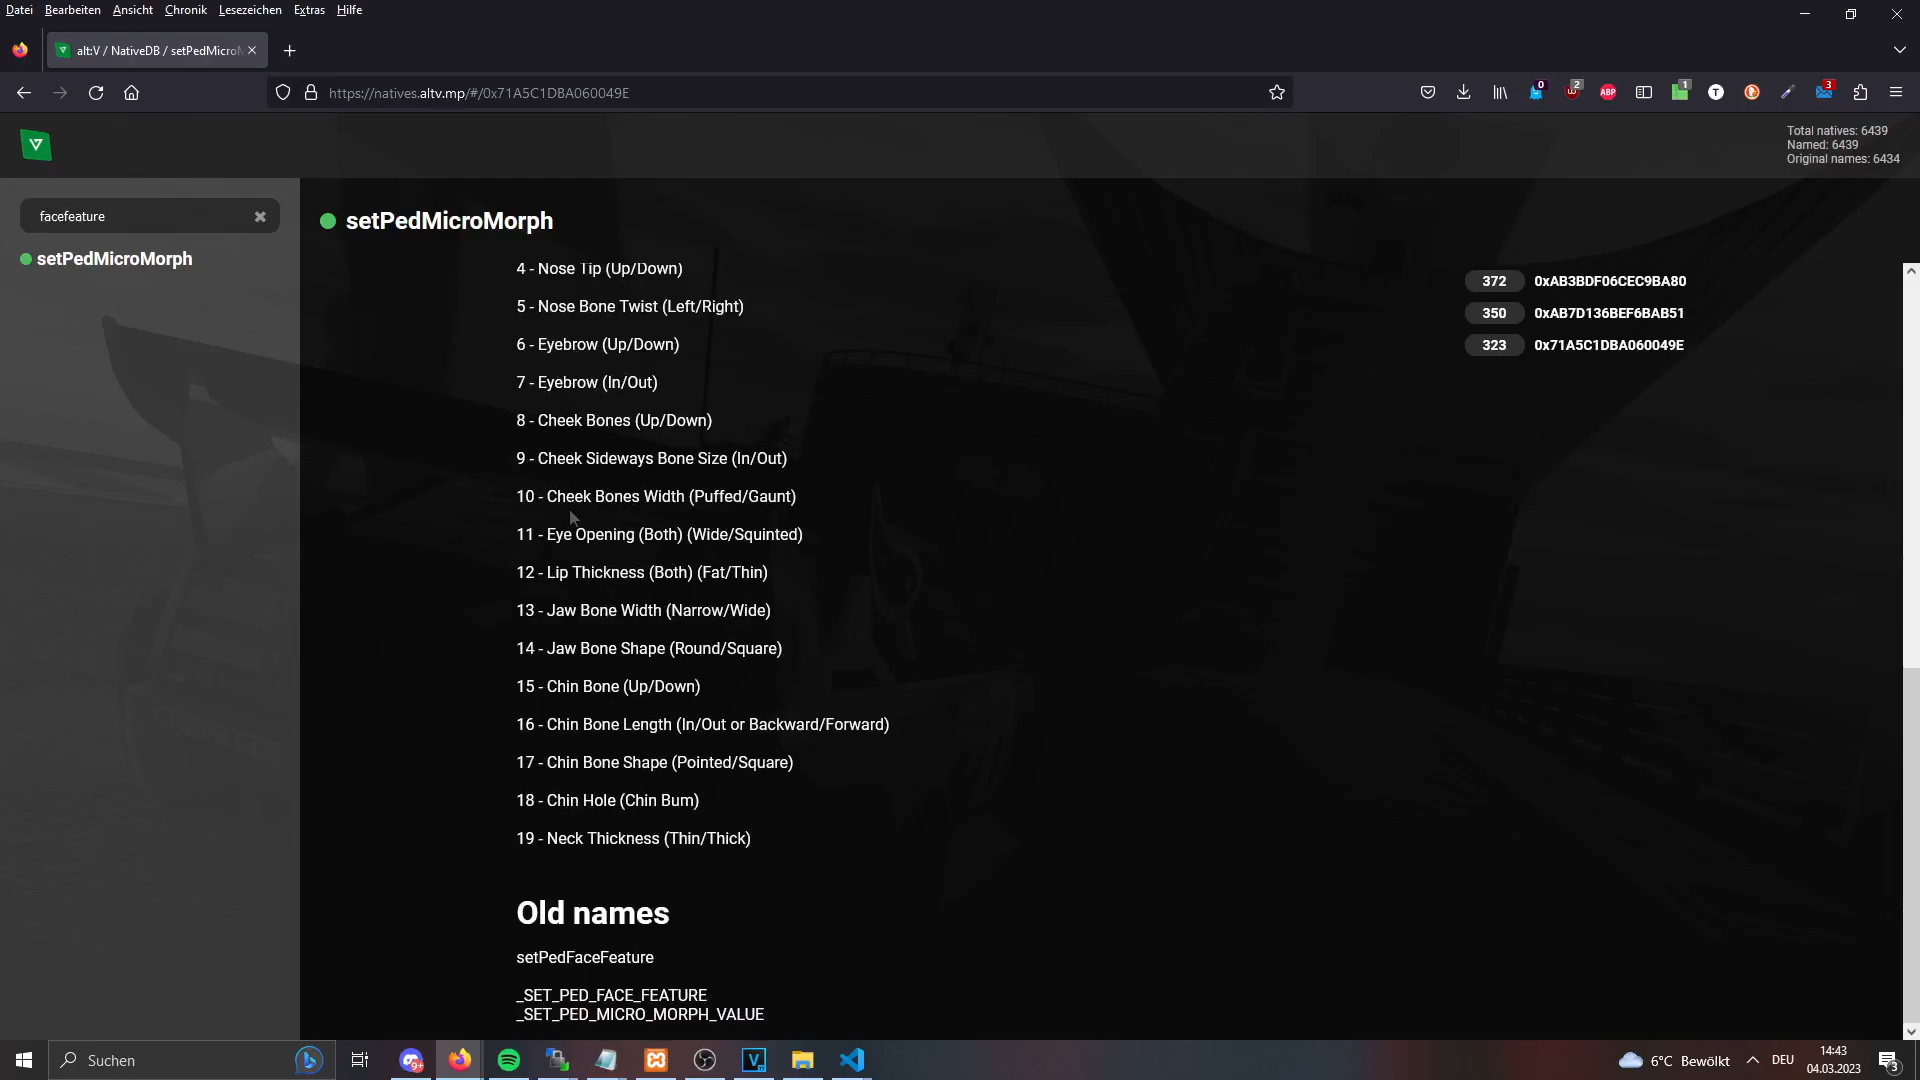 Datei Bearbeiten Ansicht Chronik Lesezeichen Extras Hilfe
alt:V / NativeDB / setPedMicroM
https://natives.altv.mp/#/0x71A5C1DBA060049E
0
2
ABP
1
T
3
Total natives: 6439
Named: 6439
Original names: 6434
facefeature
setPedMicroMorph
setPedMicroMorph
4 - Nose Tip (Up/Down)
5 - Nose Bone Twist (Left/Right)
6 - Eyebrow (Up/Down)
7 - Eyebrow (In/Out)
8 - Cheek Bones (Up/Down)
9 - Cheek Sideways Bone Size (In/Out)
10 - Cheek Bones Width (Puffed/Gaunt)
11 - Eye Opening (Both) (Wide/Squinted)
12 - Lip Thickness (Both) (Fat/Thin)
13 - Jaw Bone Width (Narrow/Wide)
14 - Jaw Bone Shape (Round/Square)
15 - Chin Bone (Up/Down)
16 - Chin Bone Length (In/Out or Backward/Forward)
17 - Chin Bone Shape (Pointed/Square)
18 - Chin Hole (Chin Bum)
19 - Neck Thickness (Thin/Thick)
Old names
setPedFaceFeature
_SET_PED_FACE_FEATURE
_SET_PED_MICRO_MORPH_VALUE
372 0xAB3BDF06CEC9BA80
350 0xAB7D136BEF6BAB51
323 0x71A5C1DBA060049E
Suchen
9+
V
6°C Bewölkt
DEU
14:43
04.03.2023
3